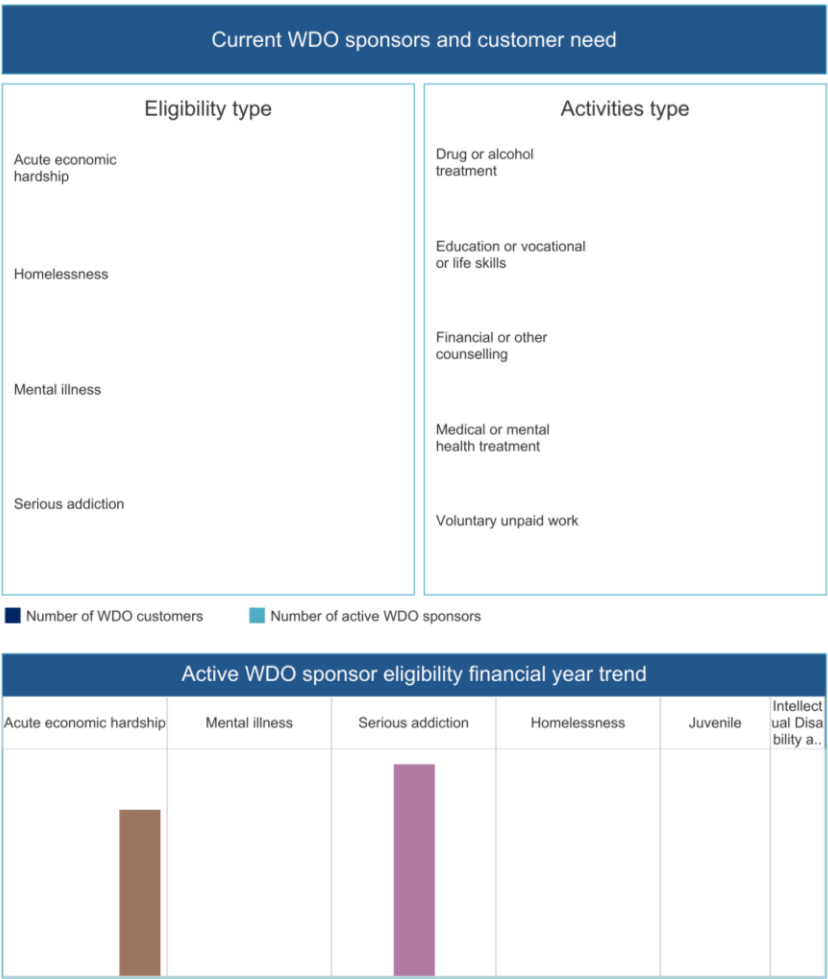 Current WDO sponsors and customer need
Eligibility type
Acute economic
hardship
Homelessness
Mental illness
Serious addiction
Activities type
Drug or alcohol
treatment
Education or vocational
or life skills
Financial or other
counselling
Medical or mental
health treatment
Voluntary unpaid work
Number of WDO customers
Number of active WDO sponsors
Active WDO sponsor eligibility financial year trend
Acute economic hardship
Mental illness
Serious addiction
Homelessness
Juvenile
Intellect
ual Disa
bility a..